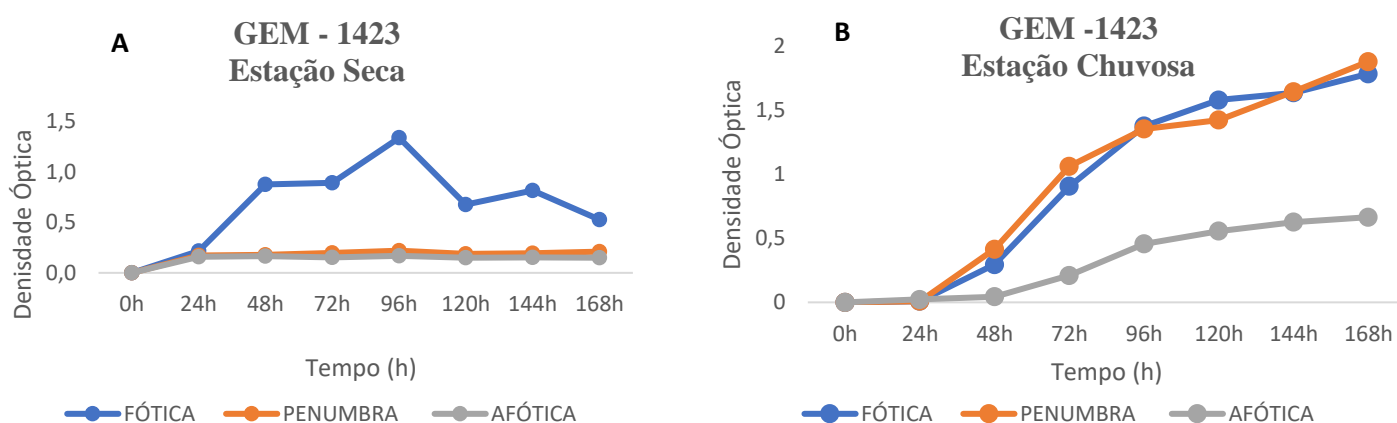 A
GEM - 1423
Estação Seca
Denisdade Óptica
1,5
1,0
0,5
0,0
0h 24h 48h 72h 96h 120h 144h 168h
Tempo (h)
FÓTICA PENUMBRA AFÓTICA
B
GEM -1423
Estação Chuvosa
Densidade Óptica
2
1,5
1
0,5
0
0h 24h 48h 72h 96h 120h 144h 168h
Tempo (h)
FÓTICA PENUMBRA AFÓTICA